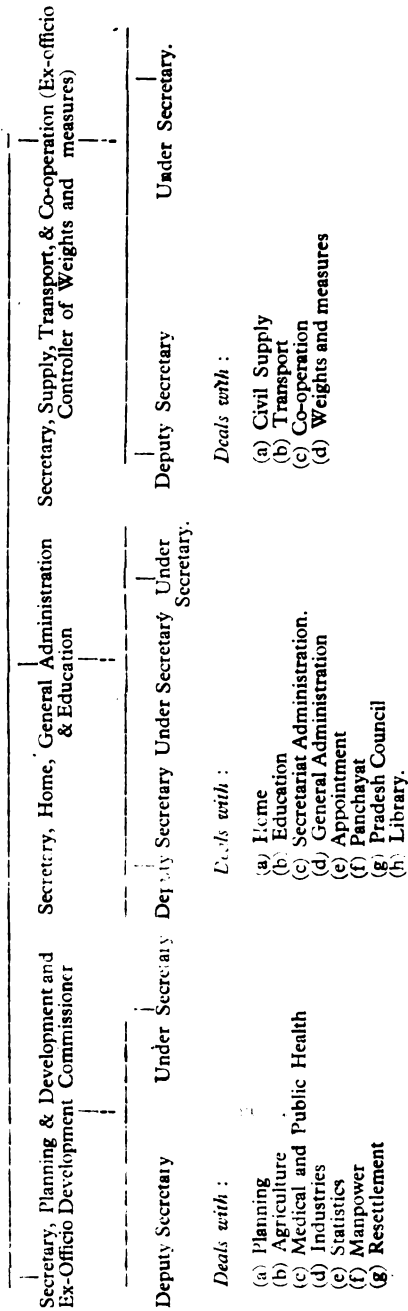 Secretary, Planning & Development and
Ex-Officio Development Commissioner
Deputy Secretary Under Secretary
Deals with :
(a) Planning
(b) Agriculture
(c) Medical and Public Health
(d) Industries
(e) Statistics
(f) Manpower
(g) Resettlement
Secretary, Home, General Administration
& Education
Deputy Secretary Under Secretary Under
Secretary.
Deals with :
(a) Home
(b) Education
(c) Secretariat Administration.
(d) General Administration
(e) Appointment
(f) Panchayat
(g) Pradesh Council
(h) Library.
Secretary, Supply, Transport, & Co-operation (Ex-officio
Controller of Weights and measures)
Deputy Secretary Under Secretary.
Deals with :
(a) Civil Supply
(b) Transport
(c) Co-operation
(d) Weights and measures